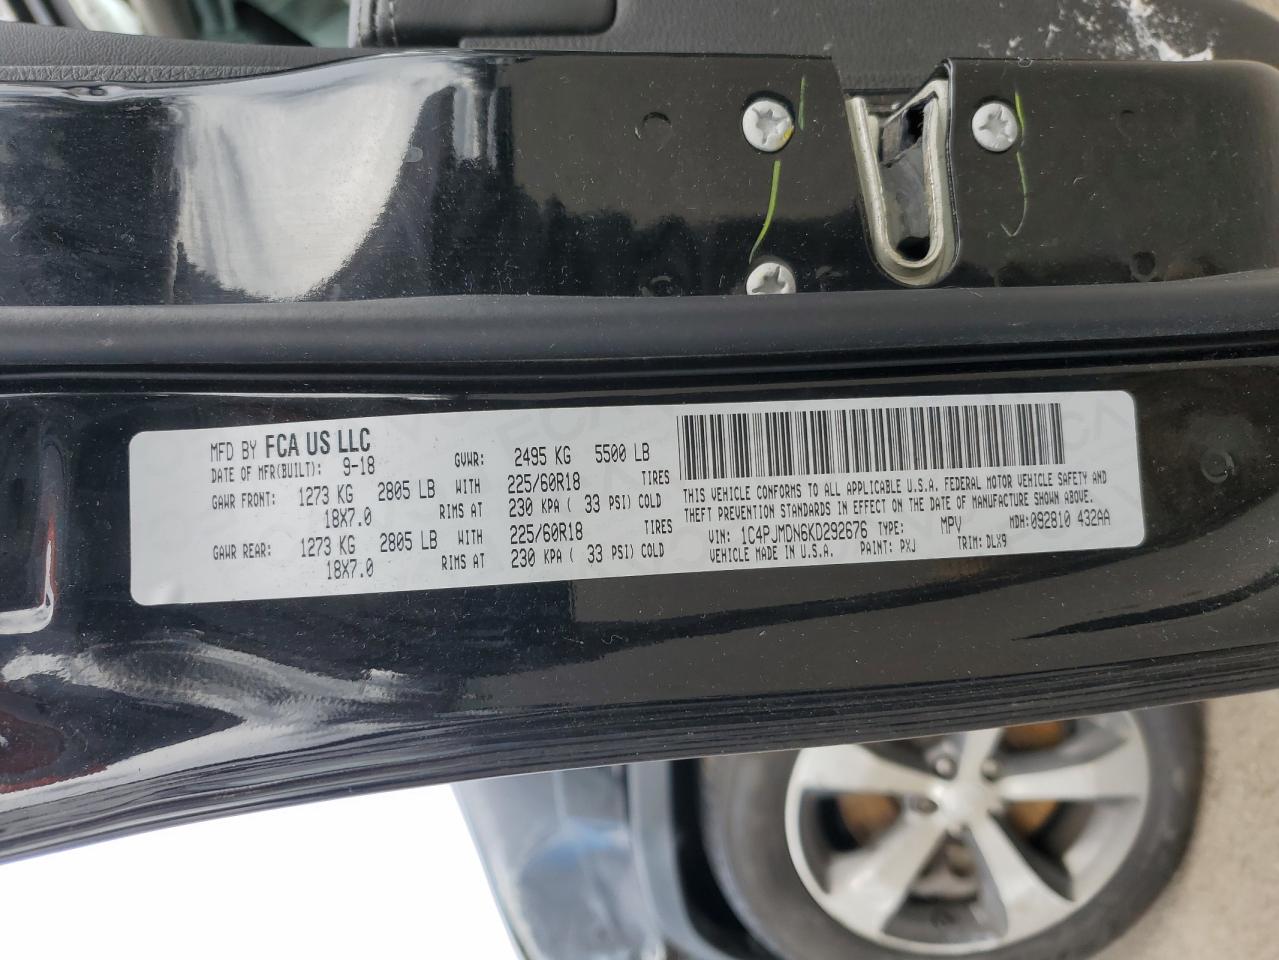 MFD BY FCA US LLC
DATE OF MFR(BUILT): 9-18 GVWR: 2495 KG 5500 LB
GAWR FRONT: 1273 KG 2805 LB WITH 225/60R18 TIRES
18X7.0 RIMS AT 230 KPA ( 33 PSI) COLD
GAWR REAR: 1273 KG 2805 LB WITH 225/60R18 TIRES
18X7.0 RIMS AT 230 KPA ( 33 PSI) COLD
THIS VEHICLE CONFORMS TO ALL APPLICABLE U.S.A. FEDERAL MOTOR VEHICLE SAFETY AND
THEFT PREVENTION STANDARDS IN EFFECT ON THE DATE OF MANUFACTURE SHOWN ABOVE.
VIN: 1C4PJMDN6KD292676 TYPE: MPV MDH:092810 432AA
VEHICLE MADE IN U.S.A. PAINT: PXJ TRIM: DLX9